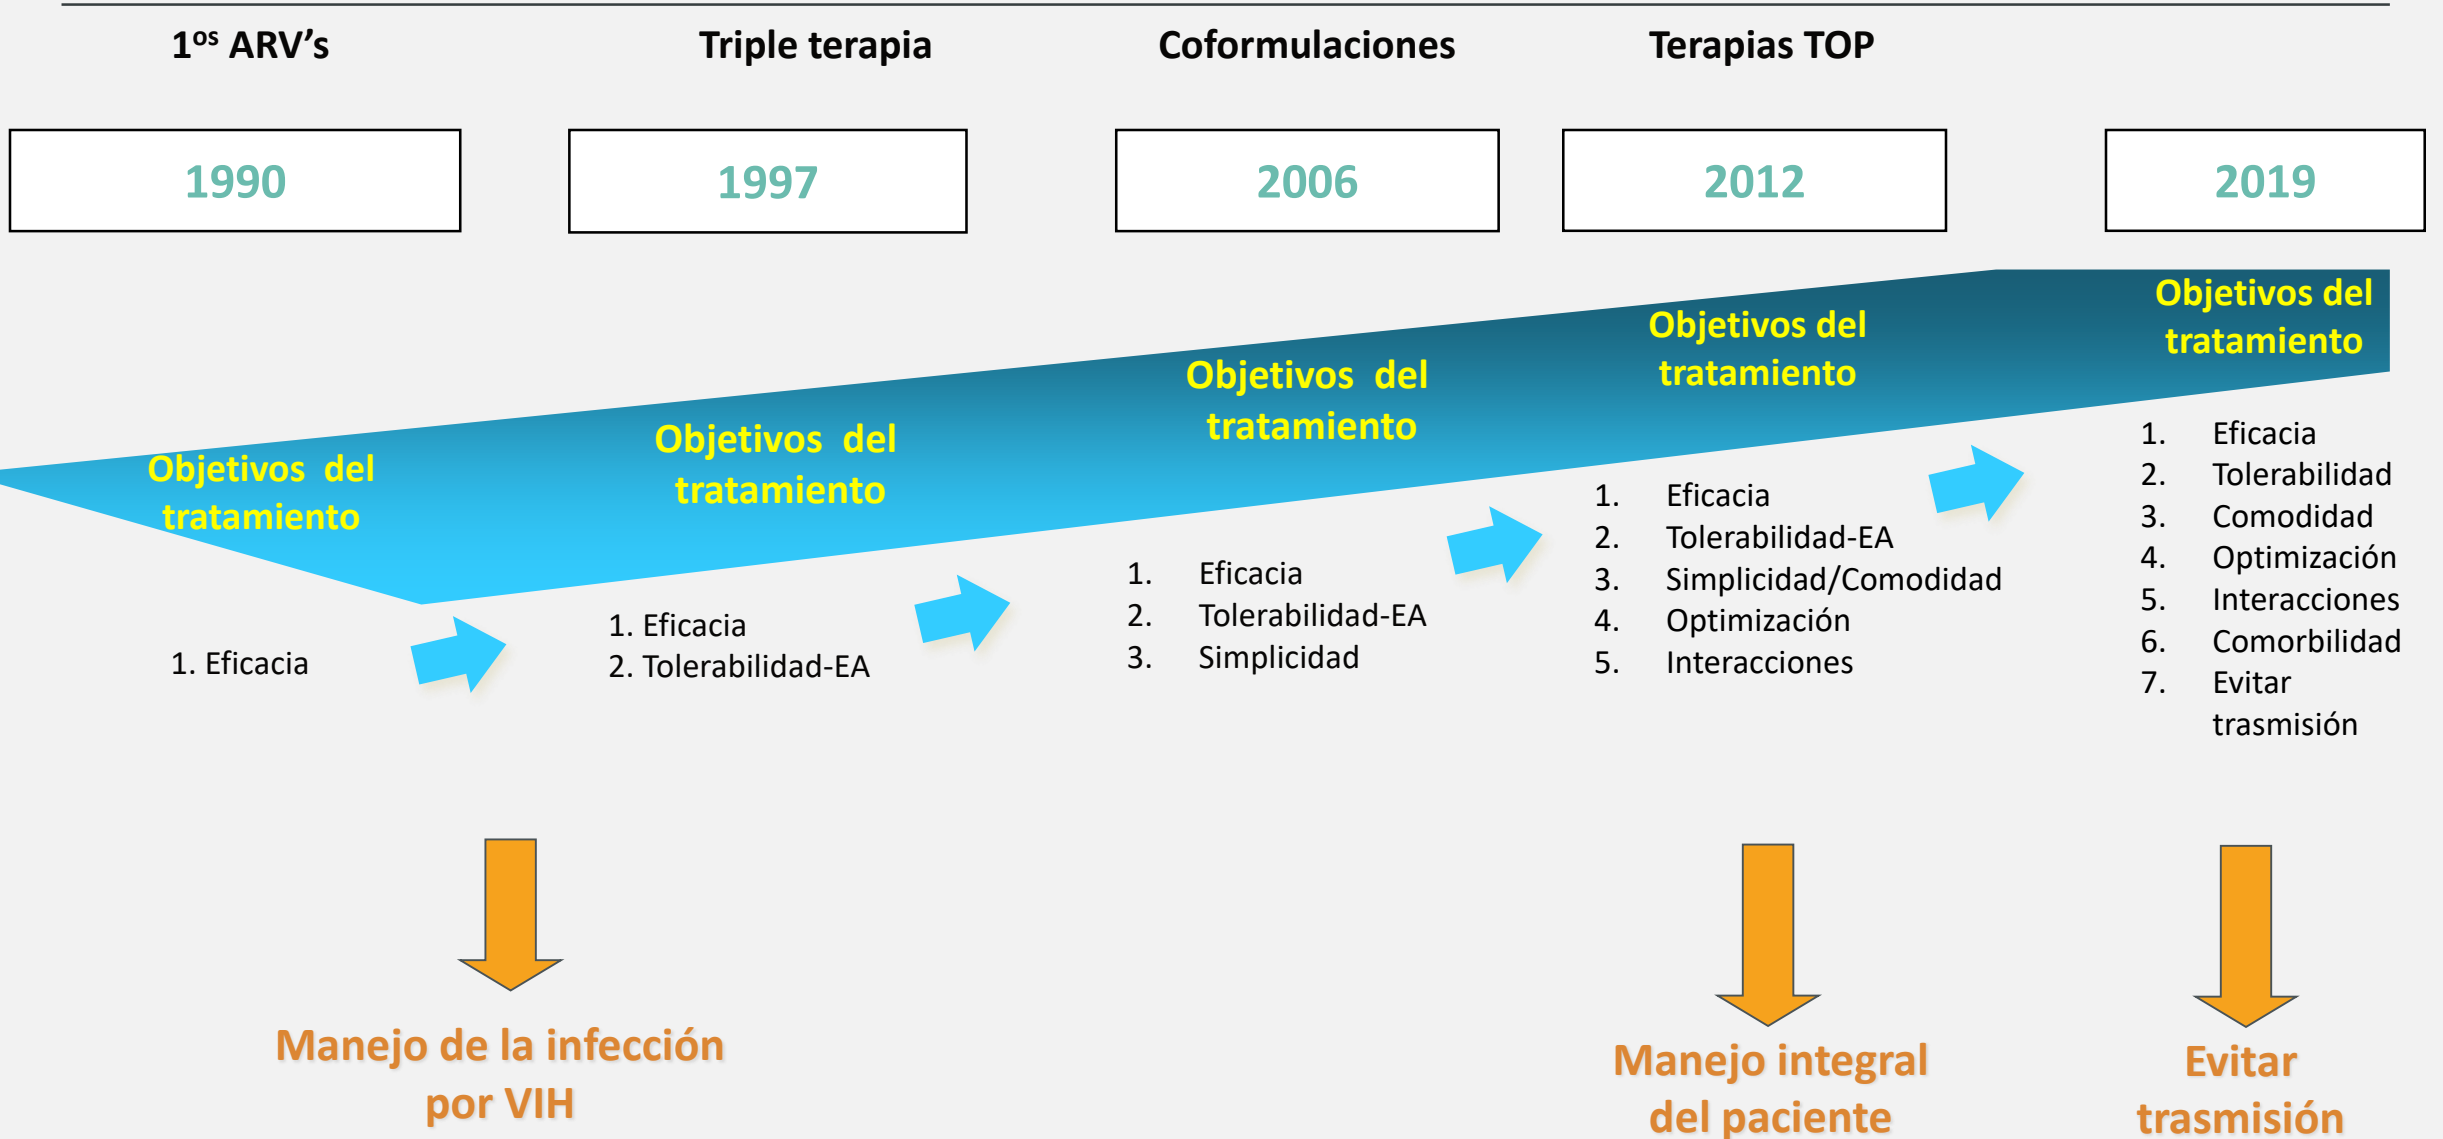 1os ARV’s
Triple terapia
Coformulaciones
Terapias TOP
1990
1997
2006
2012
2019
Objetivos del
tratamiento
1. Eficacia
Objetivos del
tratamiento
1. Eficacia
2. Tolerabilidad-EA
Objetivos del
tratamiento
1. Eficacia
2. Tolerabilidad-EA
3. Simplicidad
Objetivos del
tratamiento
1. Eficacia
2. Tolerabilidad-EA
3. Simplicidad/Comodidad
4. Optimización
5. Interacciones
Objetivos del
tratamiento
1. Eficacia
2. Tolerabilidad
3. Comodidad
4. Optimización
5. Interacciones
6. Comorbilidad
7. Evitar
trasmisión
Manejo de la infección
por VIH
Manejo integral
del paciente
Evitar
trasmisión